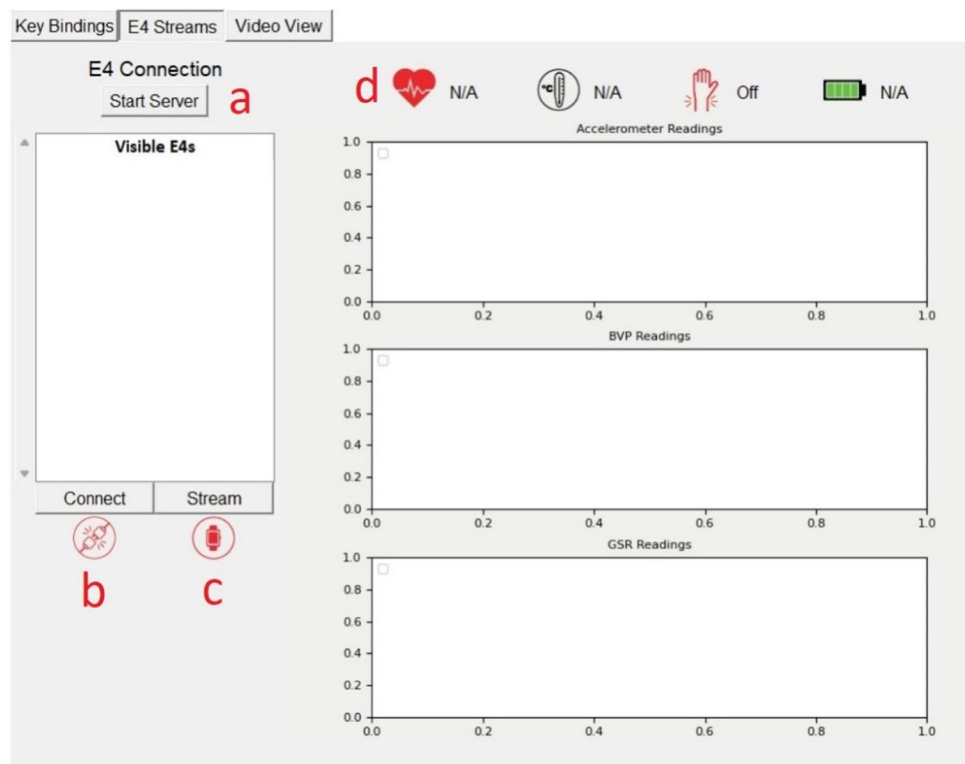 Key Bindings E4 Streams Video View
E4 Connection
Start Server a
Visible E4s
Connect Stream
b c
d N/A °C N/A Off N/A
Accelerometer Readings
1.0
0.8
0.6
0.4
0.2
0.0
0.0 0.2 0.4 0.6 0.8 1.0
BVP Readings
1.0
0.8
0.6
0.4
0.2
0.0
0.0 0.2 0.4 0.6 0.8 1.0
GSR Readings
1.0
0.8
0.6
0.4
0.2
0.0
0.0 0.2 0.4 0.6 0.8 1.0